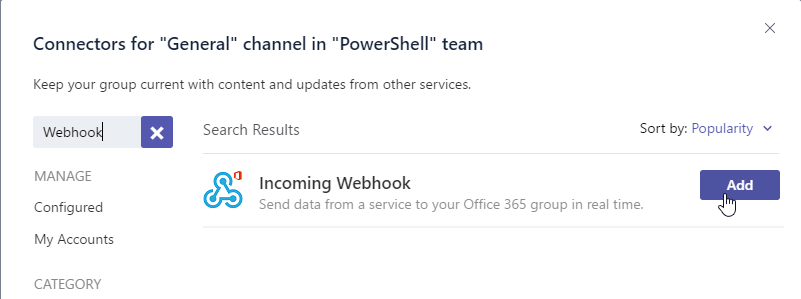 Connectors for "General" channel in "PowerShell" team
Keep your group current with content and updates from other services.
Webhook
Search Results
Sort by: Popularity
MANAGE
Configured
My Accounts
CATEGORY
Incoming Webhook
Send data from a service to your Office 365 group in real time.
Add